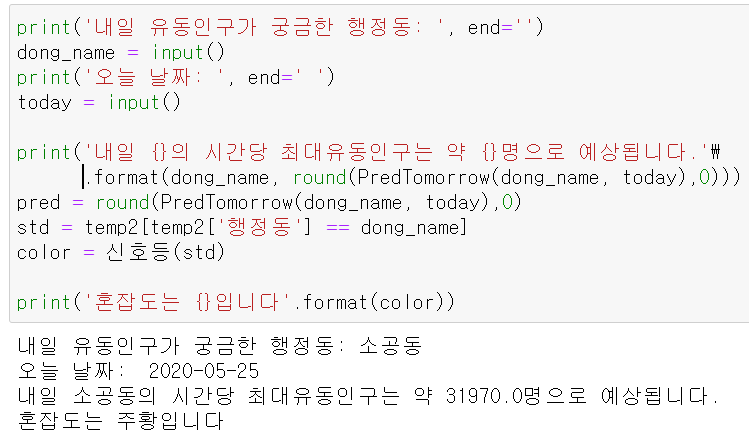 print('내일 유동인구가 궁금한 행정동: ', end='')
dong_name = input()
print('오늘 날짜: ', end=' ')
today = input()
print('내일 {}의 시간당 최대유동인구는 약 {}명으로 예상됩니다.'₩
.format(dong_name, round(PredTomorrow(dong_name, today),0)))
pred = round(PredTomorrow(dong_name, today),0)
std = temp2[temp2['행정동'] == dong_name]
color = 신호등(std)
print('혼잡도는 {}입니다'.format(color))
내일 유동인구가 궁금한 행정동: 소공동
오늘 날짜:  2020-05-25
내일 소공동의 시간당 최대유동인구는 약 31970.0명으로 예상됩니다.
혼잡도는 주황입니다